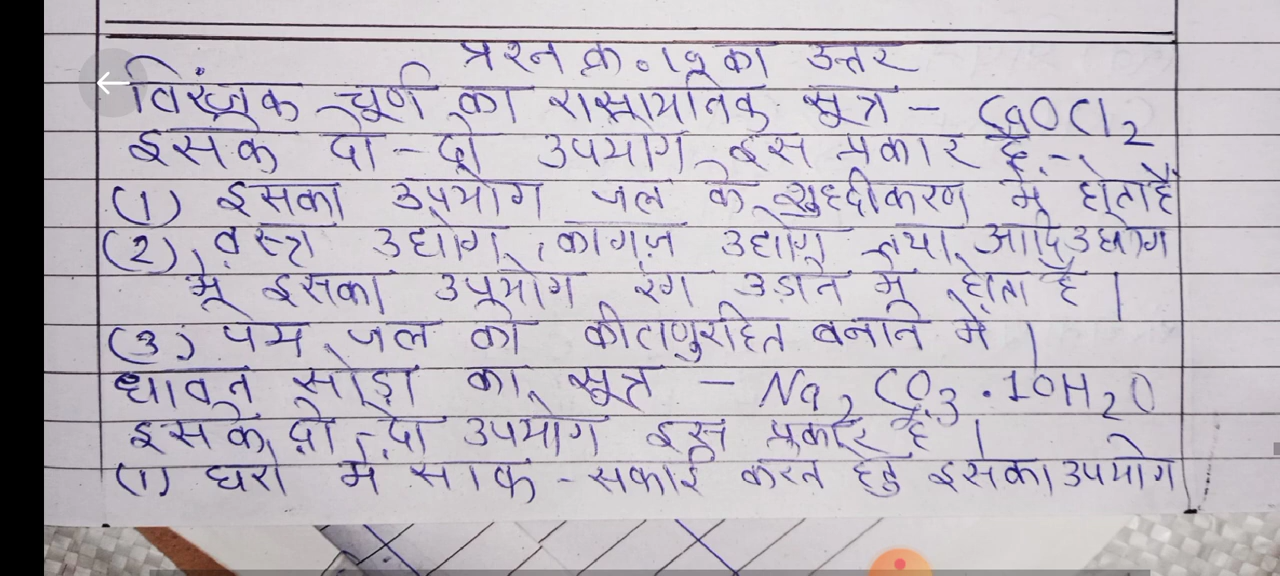 प्रश्न क्र. 19 का उत्तर
विरंजक चूर्ण का रासायनिक सूत्र - CaOCl2
इसके दो-दो उपयोग इस प्रकार है -
(1) इसका उपयोग जल के शुद्दीकरण में होता है
(2) वस्त्र उद्योग, कागज़ उद्योग तथा आदि उद्योग
में इसका उपयोग रंग उड़ाने में होता है ।
(3) पेय जल को कीटाणुरहित बनाने में ।
धावन सोडा का सूत्र - Na2CO3.10H2O
इसके दो-दो उपयोग इस प्रकार है ।
(1) घरो में साफ-सफाई करने हेतु इसका उपयोग